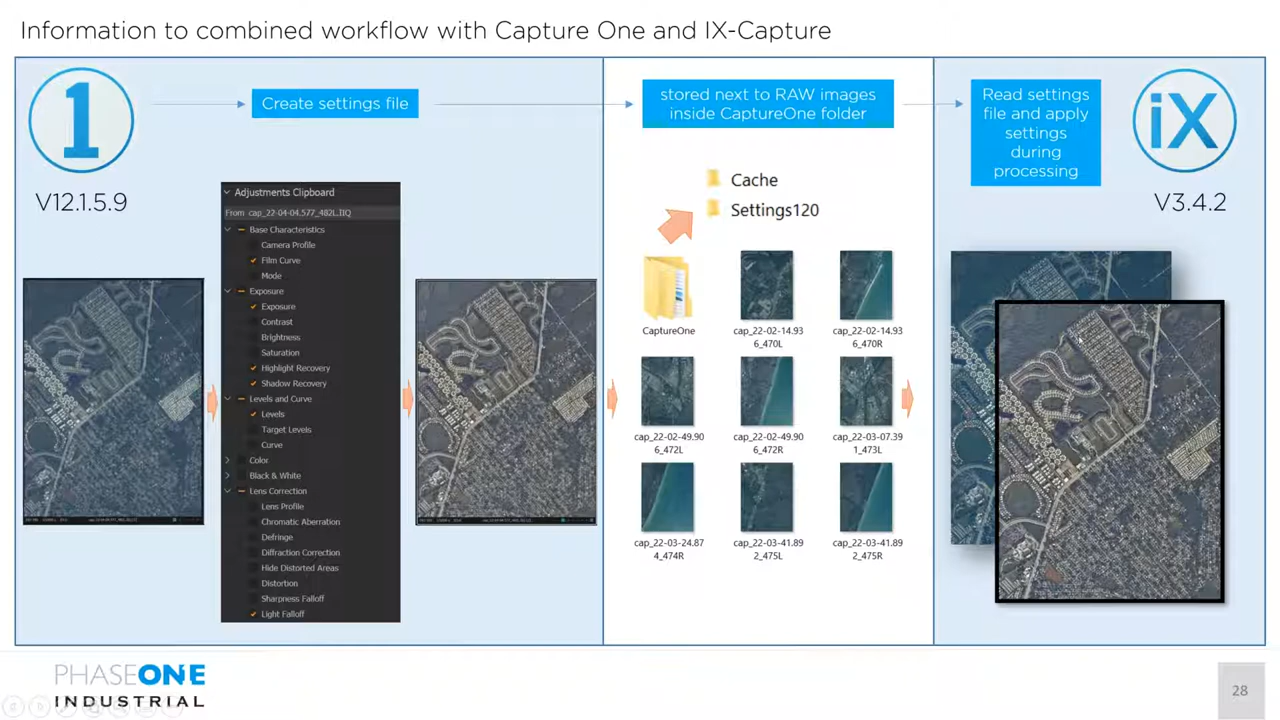 Information to combined workflow with Capture One and IX-Capture
1
V12.1.5.9
Create settings file
Adjustments Clipboard
From cap_22-04-04.577_482L.IIQ
Base Characteristics
Camera Profile
Film Curve
Mode
Exposure
Exposure
Contrast
Brightness
Saturation
Highlight Recovery
Shadow Recovery
Levels and Curve
Levels
Target Levels
Curve
Color
Black & White
Lens Correction
Lens Profile
Chromatic Aberration
Defringe
Diffraction Correction
Hide Distorted Areas
Distortion
Sharpness Falloff
Light Falloff
stored next to RAW images
inside CaptureOne folder
Cache
Settings120
CaptureOne
cap_22-02-14.93
6_470L
cap_22-02-14.93
6_470R
cap_22-02-49.90
6_472L
cap_22-02-49.90
6_472R
cap_22-03-07.39
1_473L
cap_22-03-24.87
4_474R
cap_22-03-41.89
2_475L
cap_22-03-41.89
2_475R
Read settings
file and apply
settings
during
processing
iX
V3.4.2
PHASEONE
INDUSTRIAL
28